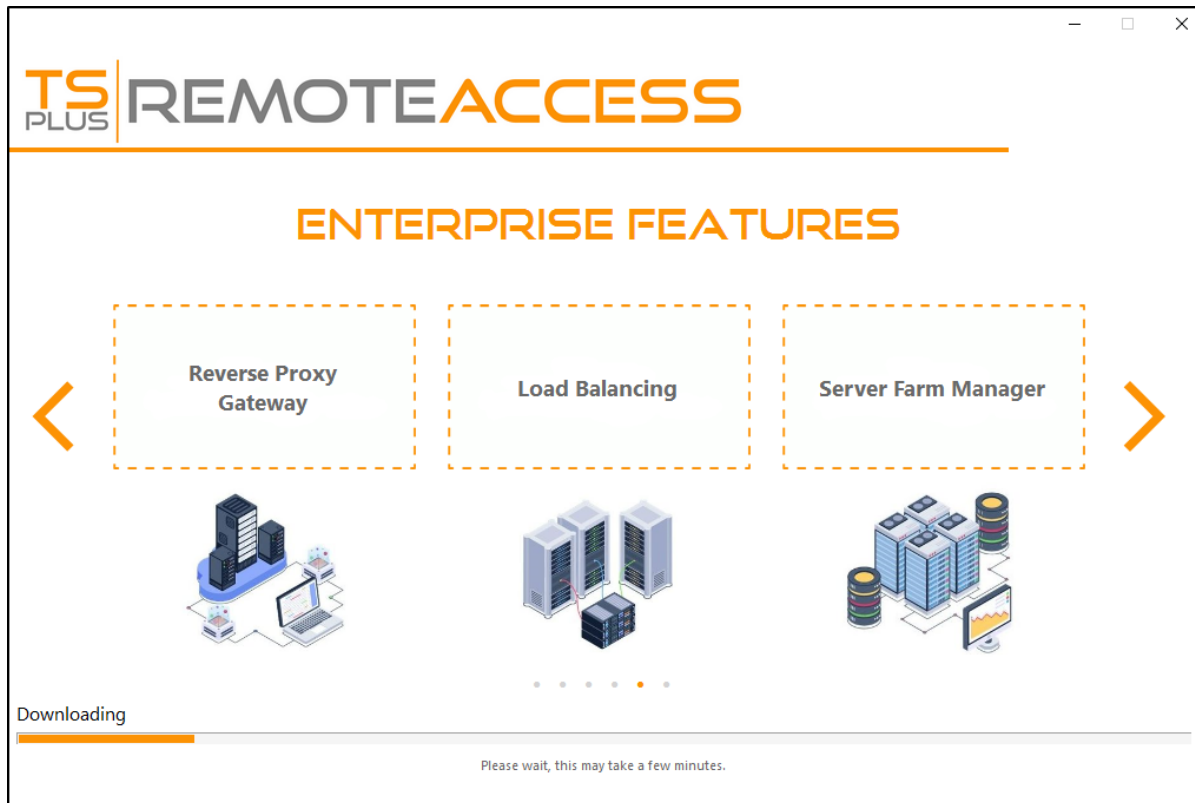 TS PLUS REMOTEACCESS
ENTERPRISE FEATURES
Reverse Proxy
Gateway
Load Balancing
Server Farm Manager
Downloading
Please wait, this may take a few minutes.